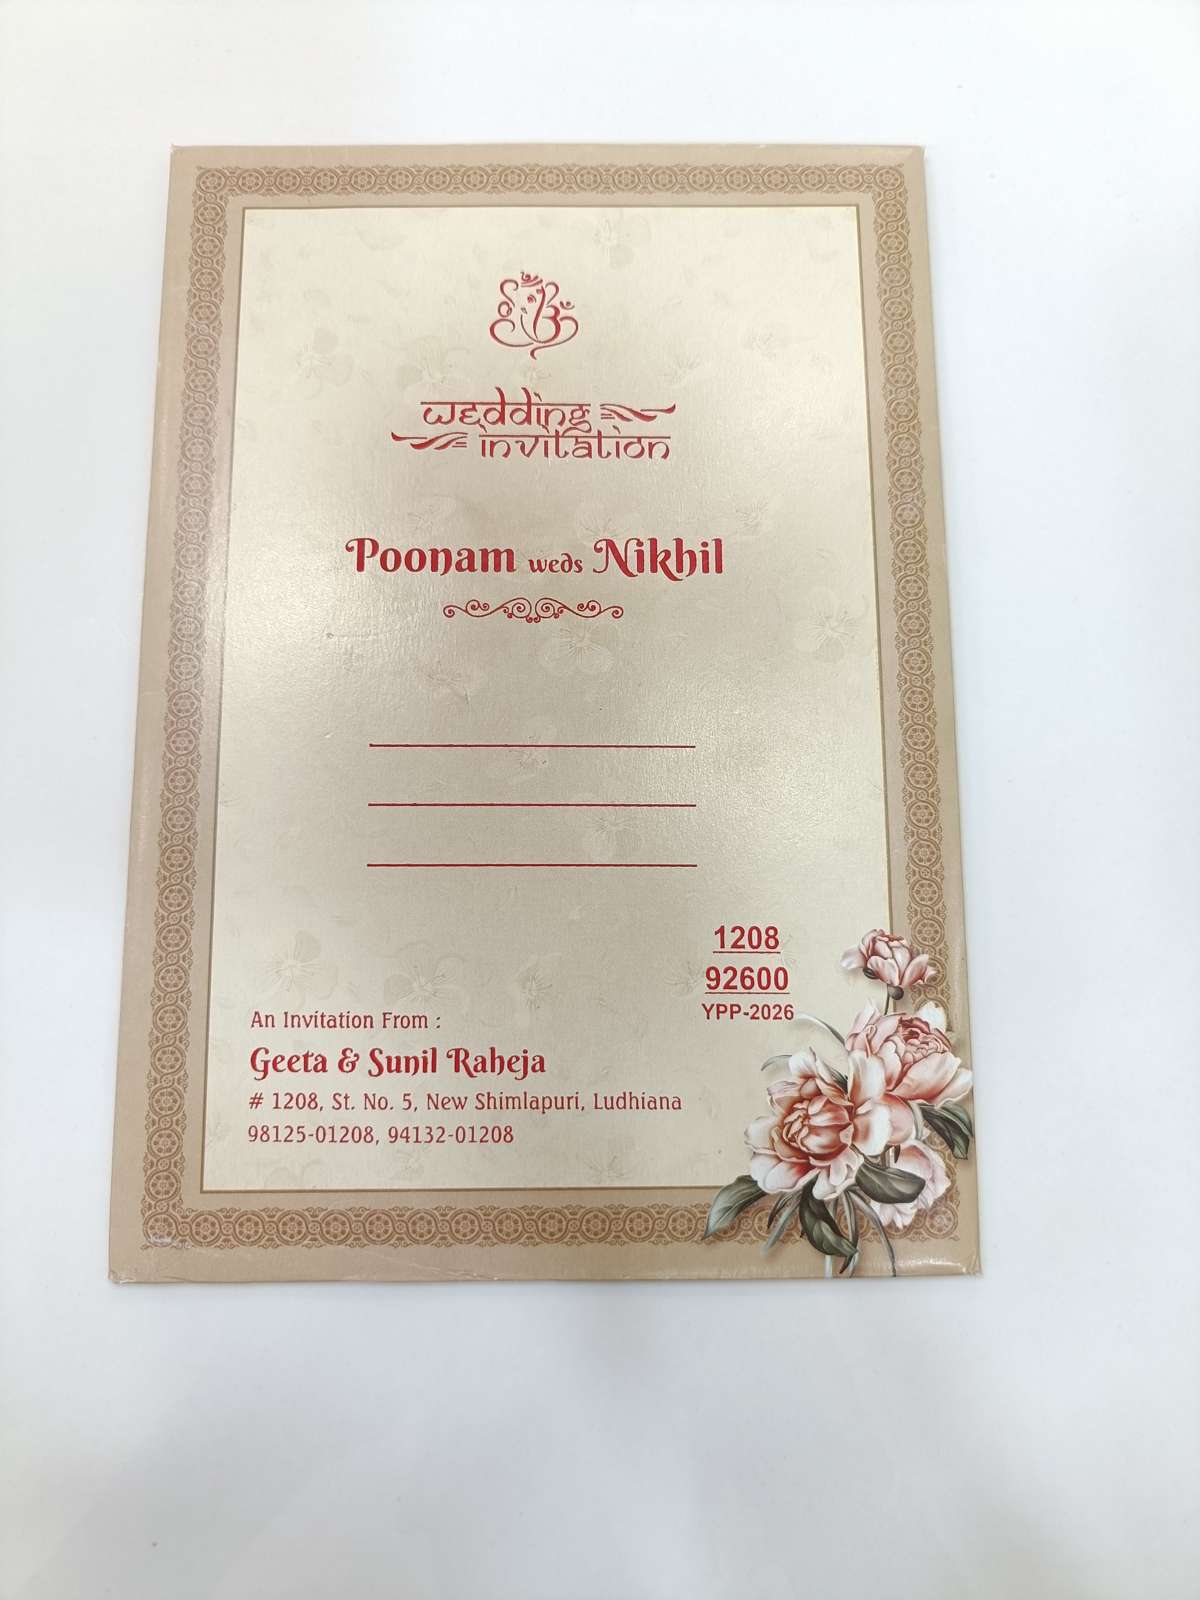 wedding
invitation
Poonam weds Nikhil
1208
92600
YPP-2026
An Invitation From :
Geeta & Sunil Raheja
# 1208, St. No. 5, New Shimlapuri, Ludhiana
98125-01208, 94132-01208